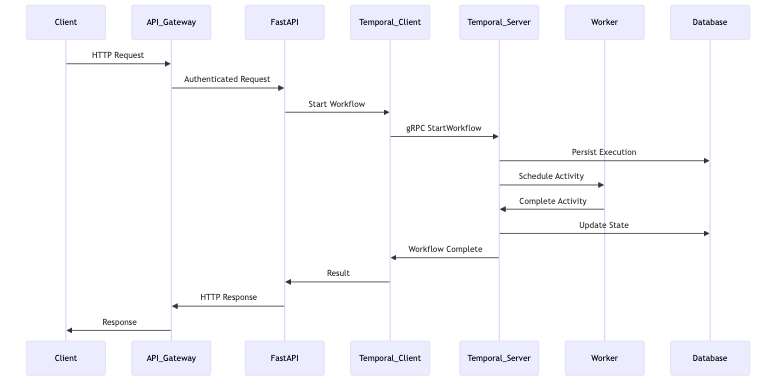 Client API_Gateway FastAPI Temporal_Client Temporal_Server Worker Database
HTTP Request
Authenticated Request
Start Workflow
gRPC StartWorkflow
Persist Execution
Schedule Activity
Complete Activity
Update State
Workflow Complete
Result
HTTP Response
Response
Client API_Gateway FastAPI Temporal_Client Temporal_Server Worker Database